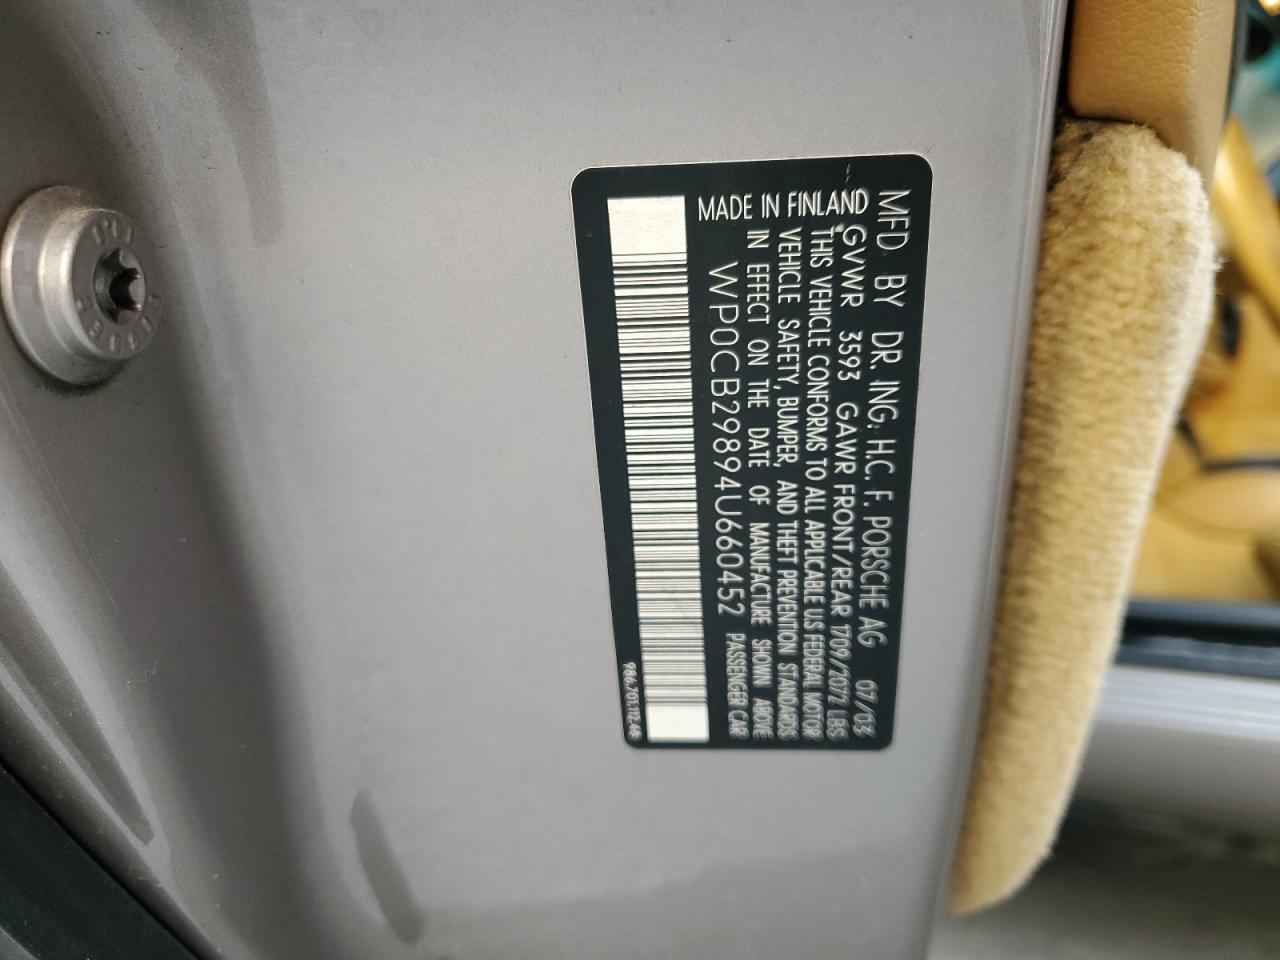 MFD BY DR. ING. H.C. F. PORSCHE AG 07/03
GVWR 3593 GAWR FRONT/REAR 1709/2072 LBS
THIS VEHICLE CONFORMS TO ALL APPLICABLE U.S FEDERAL MOTOR
VEHICLE SAFETY, BUMPER, AND THEFT PREVENTION STANDARDS
IN EFFECT ON THE DATE OF MANUFACTURE SHOWN ABOVE
MADE IN FINLAND
WP0CB29894U660452 PASSENGER CAR